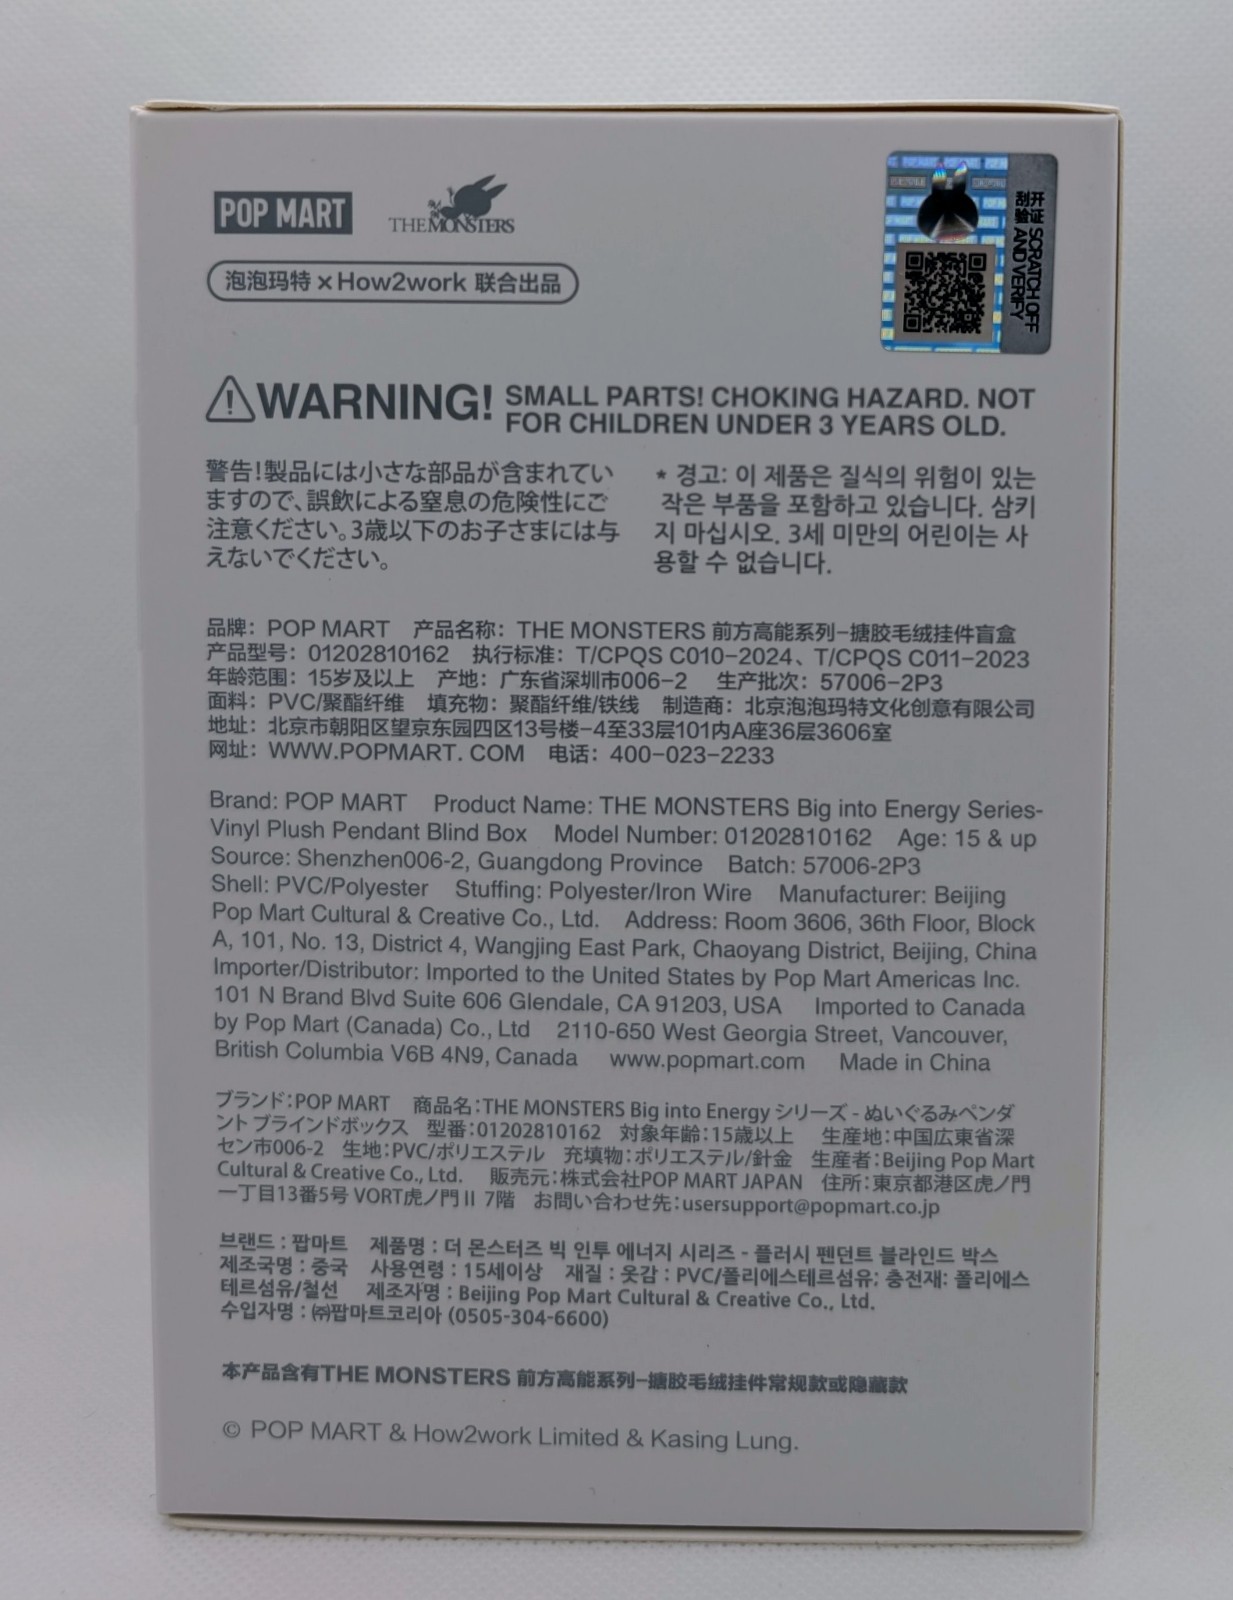 POP MART
THE MONSTERS
泡泡玛特×How2work 联合出品
开证 SCRATCH OFF
刮验 AND VERIFY
WARNING! SMALL PARTS! CHOKING HAZARD. NOT
FOR CHILDREN UNDER 3 YEARS OLD.
警告!製品には小さな部品が含まれてい
ますので、誤飲による窒息の危険性にご
注意ください。3歳以下のお子さまには与
えないでください。
* 경고: 이 제품은 질식의 위험이 있는
작은 부품을 포함하고 있습니다. 삼키
지 마십시오. 3세 미만의 어린이는 사
용할 수 없습니다.
品牌：POP MART 产品名称：THE MONSTERS 前方高能系列-搪胶毛绒挂件盲盒
产品型号：01202810162 执行标准：T/CPQS C010-2024、T/CPQS C011-2023
年龄范围：15岁及以上 产地：广东省深圳市006-2 生产批次：57006-2P3
面料：PVC/聚酯纤维 填充物：聚酯纤维/铁线 制造商：北京泡泡玛特文化创意有限公司
地址：北京市朝阳区望京东园四区13号楼-4至33层101内A座36层3606室
网址：WWW.POPMART. COM 电话：400-023-2233
Brand: POP MART Product Name: THE MONSTERS Big into Energy Series-
Vinyl Plush Pendant Blind Box Model Number: 01202810162 Age: 15 & up
Source: Shenzhen006-2, Guangdong Province Batch: 57006-2P3
Shell: PVC/Polyester Stuffing: Polyester/Iron Wire Manufacturer: Beijing
Pop Mart Cultural & Creative Co., Ltd. Address: Room 3606, 36th Floor, Block
A, 101, No. 13, District 4, Wangjing East Park, Chaoyang District, Beijing, China
Importer/Distributor: Imported to the United States by Pop Mart Americas Inc.
101 N Brand Blvd Suite 606 Glendale, CA 91203, USA Imported to Canada
by Pop Mart (Canada) Co., Ltd 2110-650 West Georgia Street, Vancouver,
British Columbia V6B 4N9, Canada www.popmart.com Made in China
ブランド:POP MART 商品名:THE MONSTERS Big into Energy シリーズ - ぬいぐるみペンダ
ント ブラインドボックス 型番:01202810162 対象年齢:15歳以上 生産地:中国広東省深
セン市006-2 生地:PVC/ポリエステル 充填物:ポリエステル/針金 生産者:Beijing Pop Mart
Cultural & Creative Co., Ltd. 販売元:株式会社POP MART JAPAN 住所:東京都港区虎ノ門
一丁目13番5号 VORT虎ノ門Ⅱ 7階 お問い合わせ先:usersupport@popmart.co.jp
브랜드 : 팝마트 제품명 : 더 몬스터즈 빅 인투 에너지 시리즈 - 플러시 펜던트 블라인드 박스
제조국명 : 중국 사용연령 : 15세이상 재질 : 옷감 : PVC/폴리에스테르섬유; 충전재: 폴리에스
테르섬유/철선 제조자명 : Beijing Pop Mart Cultural & Creative Co., Ltd.
수입자명 : ㈜팝마트코리아 (0505-304-6600)
本产品含有THE MONSTERS 前方高能系列-搪胶毛绒挂件常规款或隐藏款
© POP MART & How2work Limited & Kasing Lung.